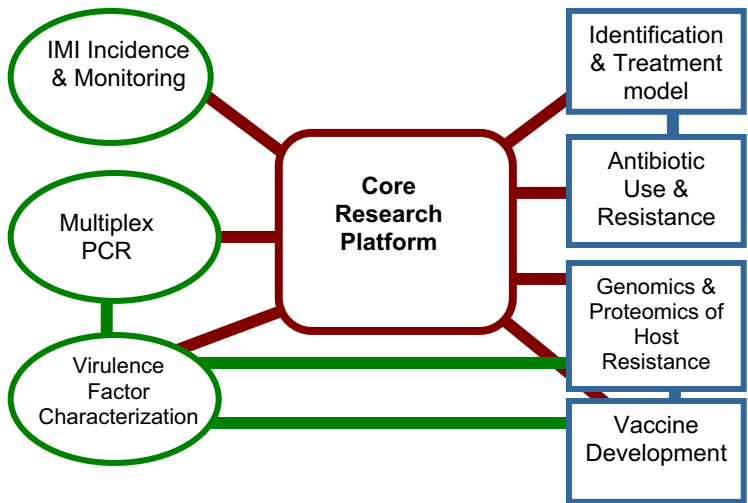 IMI Incidence
& Monitoring
Multiplex
PCR
Virulence
Factor
Characterization
Core
Research
Platform
Identification
& Treatment
model
Antibiotic
Use &
Resistance
Genomics &
Proteomics of
Host
Resistance
Vaccine
Development